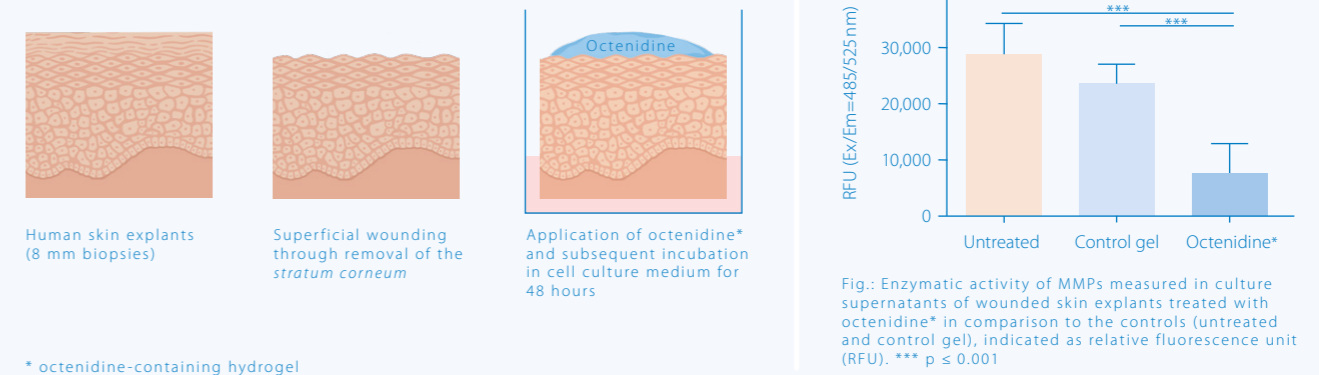 Octenidine
Human skin explants
(8 mm biopsies)
Superficial wounding
through removal of the
stratum corneum
Application of octenidine*
and subsequent incubation
in cell culture medium for
48 hours
* octenidine-containing hydrogel
RFU (Ex/Em=485/525 nm)
***
***
30,000
20,000
10,000
0
Untreated Control gel Octenidine*
Fig.: Enzymatic activity of MMPs measured in culture
supernatants of wounded skin explants treated with
octenidine* in comparison to the controls (untreated
and control gel), indicated as relative fluorescence unit
(RFU). *** p ≤ 0.001